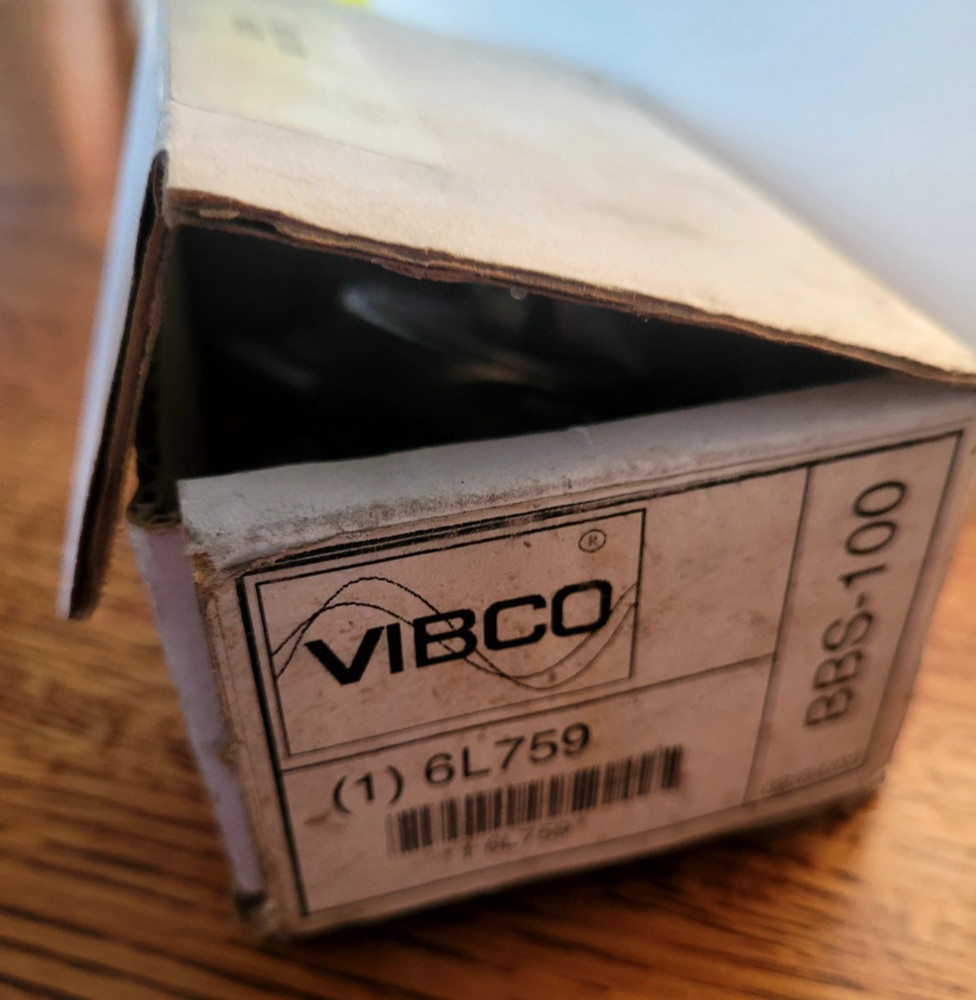 VIBCO ®
(1) 6L759
BBS-100